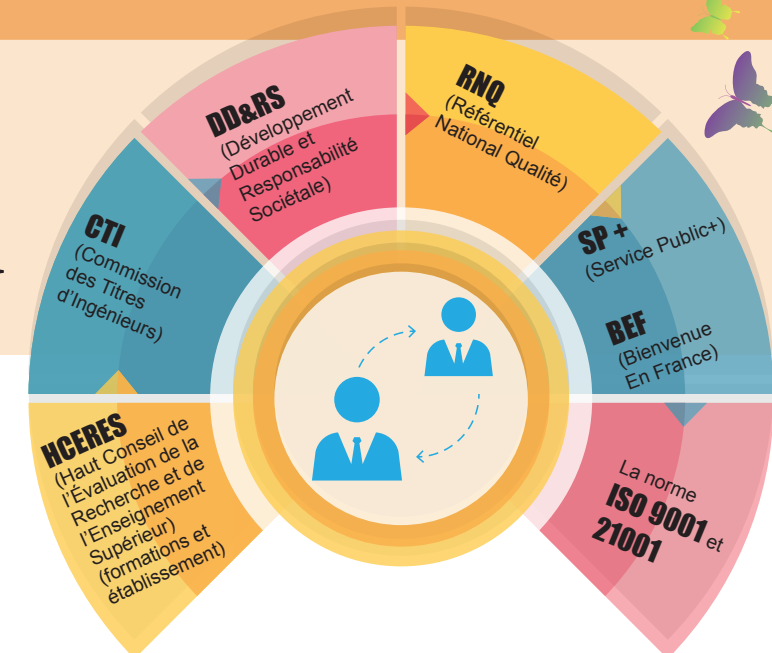 HCERES
(Haut Conseil de
l'Évaluation de la
Recherche et de
l'Enseignement
Supérieur)
(formations et
établissement)
CTI
(Commission
des Titres
d'Ingénieurs)
DD&RS
(Développement
Durable et
Responsabilité
Sociétale)
RNQ
(Référentiel
National Qualité)
SP +
(Service Public+)
BEF
(Bienvenue
En France)
La norme
ISO 9001 et
21001